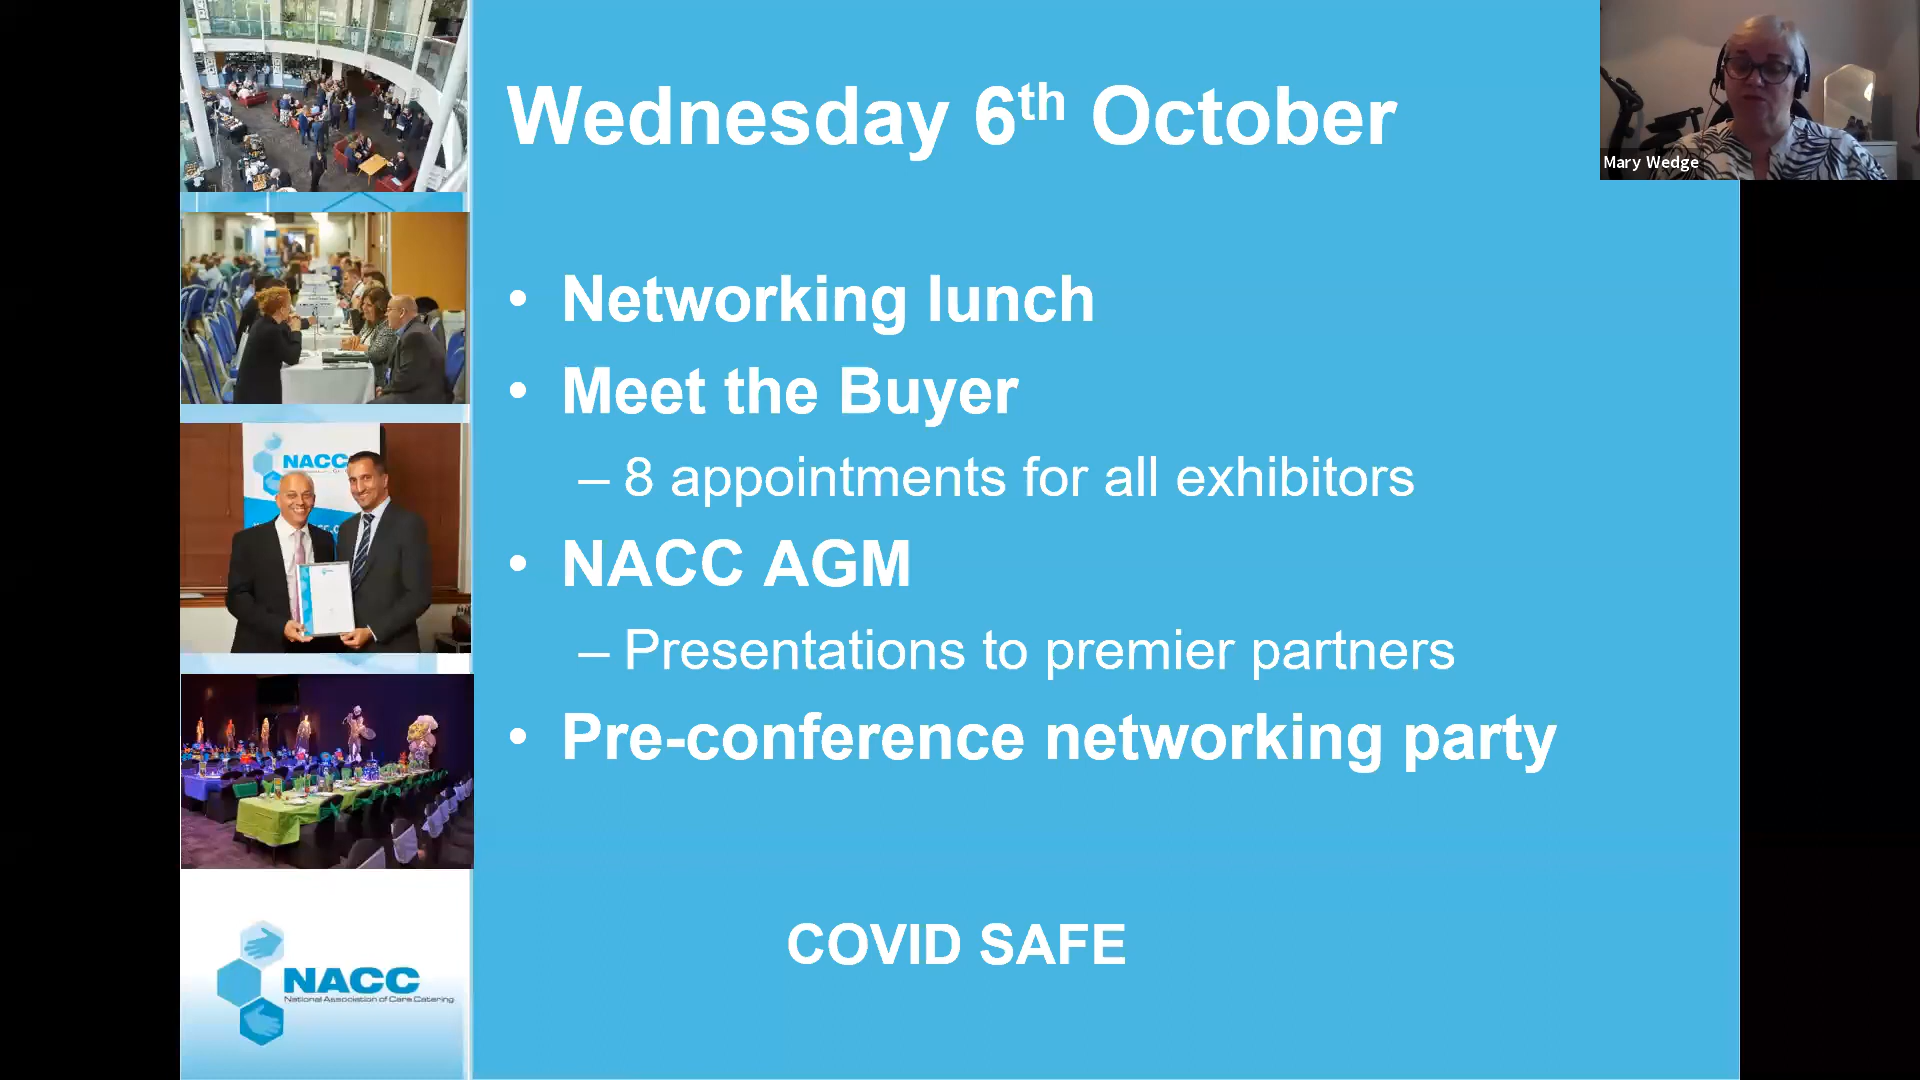 Wednesday 6th October
Mary Wedge
• Networking lunch
• Meet the Buyer
– 8 appointments for all exhibitors
• NACC AGM
– Presentations to premier partners
• Pre-conference networking party
COVID SAFE
NACC
NACC
National Association of Care Catering